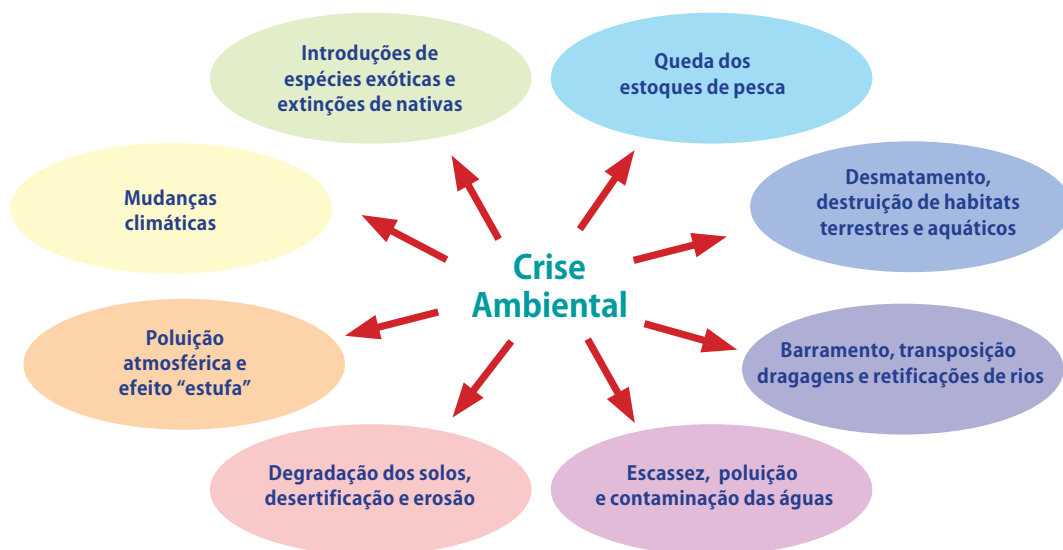 Introduções de
espécies exóticas e
extinções de nativas
Queda dos
estoques de pesca
Mudanças
climáticas
Desmatamento,
destruição de habitats
terrestres e aquáticos
Crise
Ambiental
Poluição
atmosférica e
efeito “estufa”
Barramento, transposição
dragagens e retificações de rios
Degradação dos solos,
desertificação e erosão
Escassez, poluição
e contaminação das águas